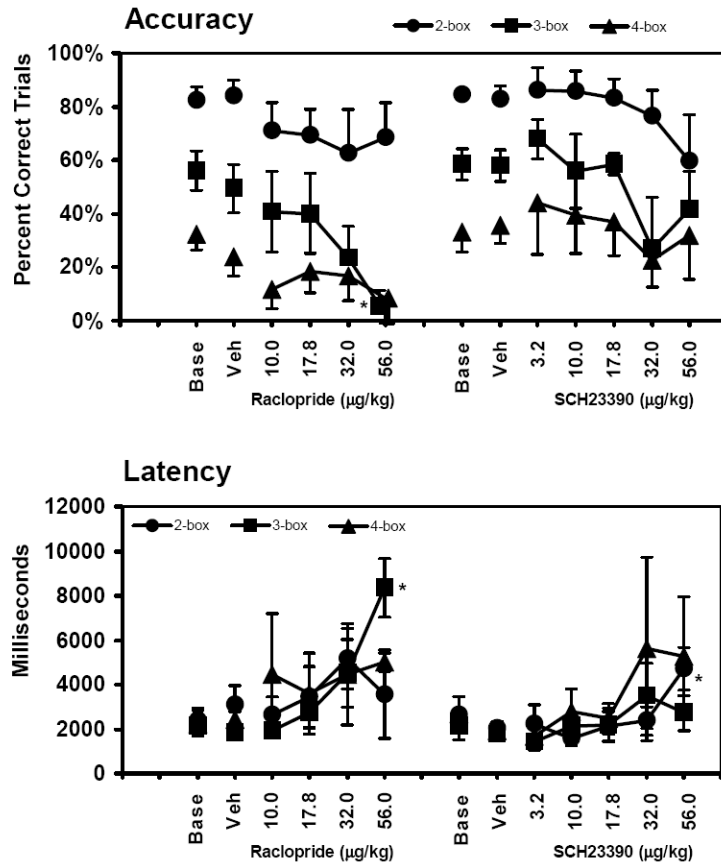 Accuracy
2-box 3-box 4-box
100%
80%
60%
40%
20%
0%
Percent Correct Trials
*
Base Veh 10.0 17.8 32.0 56.0 Base Veh 3.2 10.0 17.8 32.0 56.0
Raclopride (µg/kg) SCH23390 (µg/kg)
Latency
2-box 3-box 4-box
12000
10000
8000
6000
4000
2000
0
Milliseconds
*
*
Base Veh 10.0 17.8 32.0 56.0 Base Veh 3.2 10.0 17.8 32.0 56.0
Raclopride (µg/kg) SCH23390 (µg/kg)